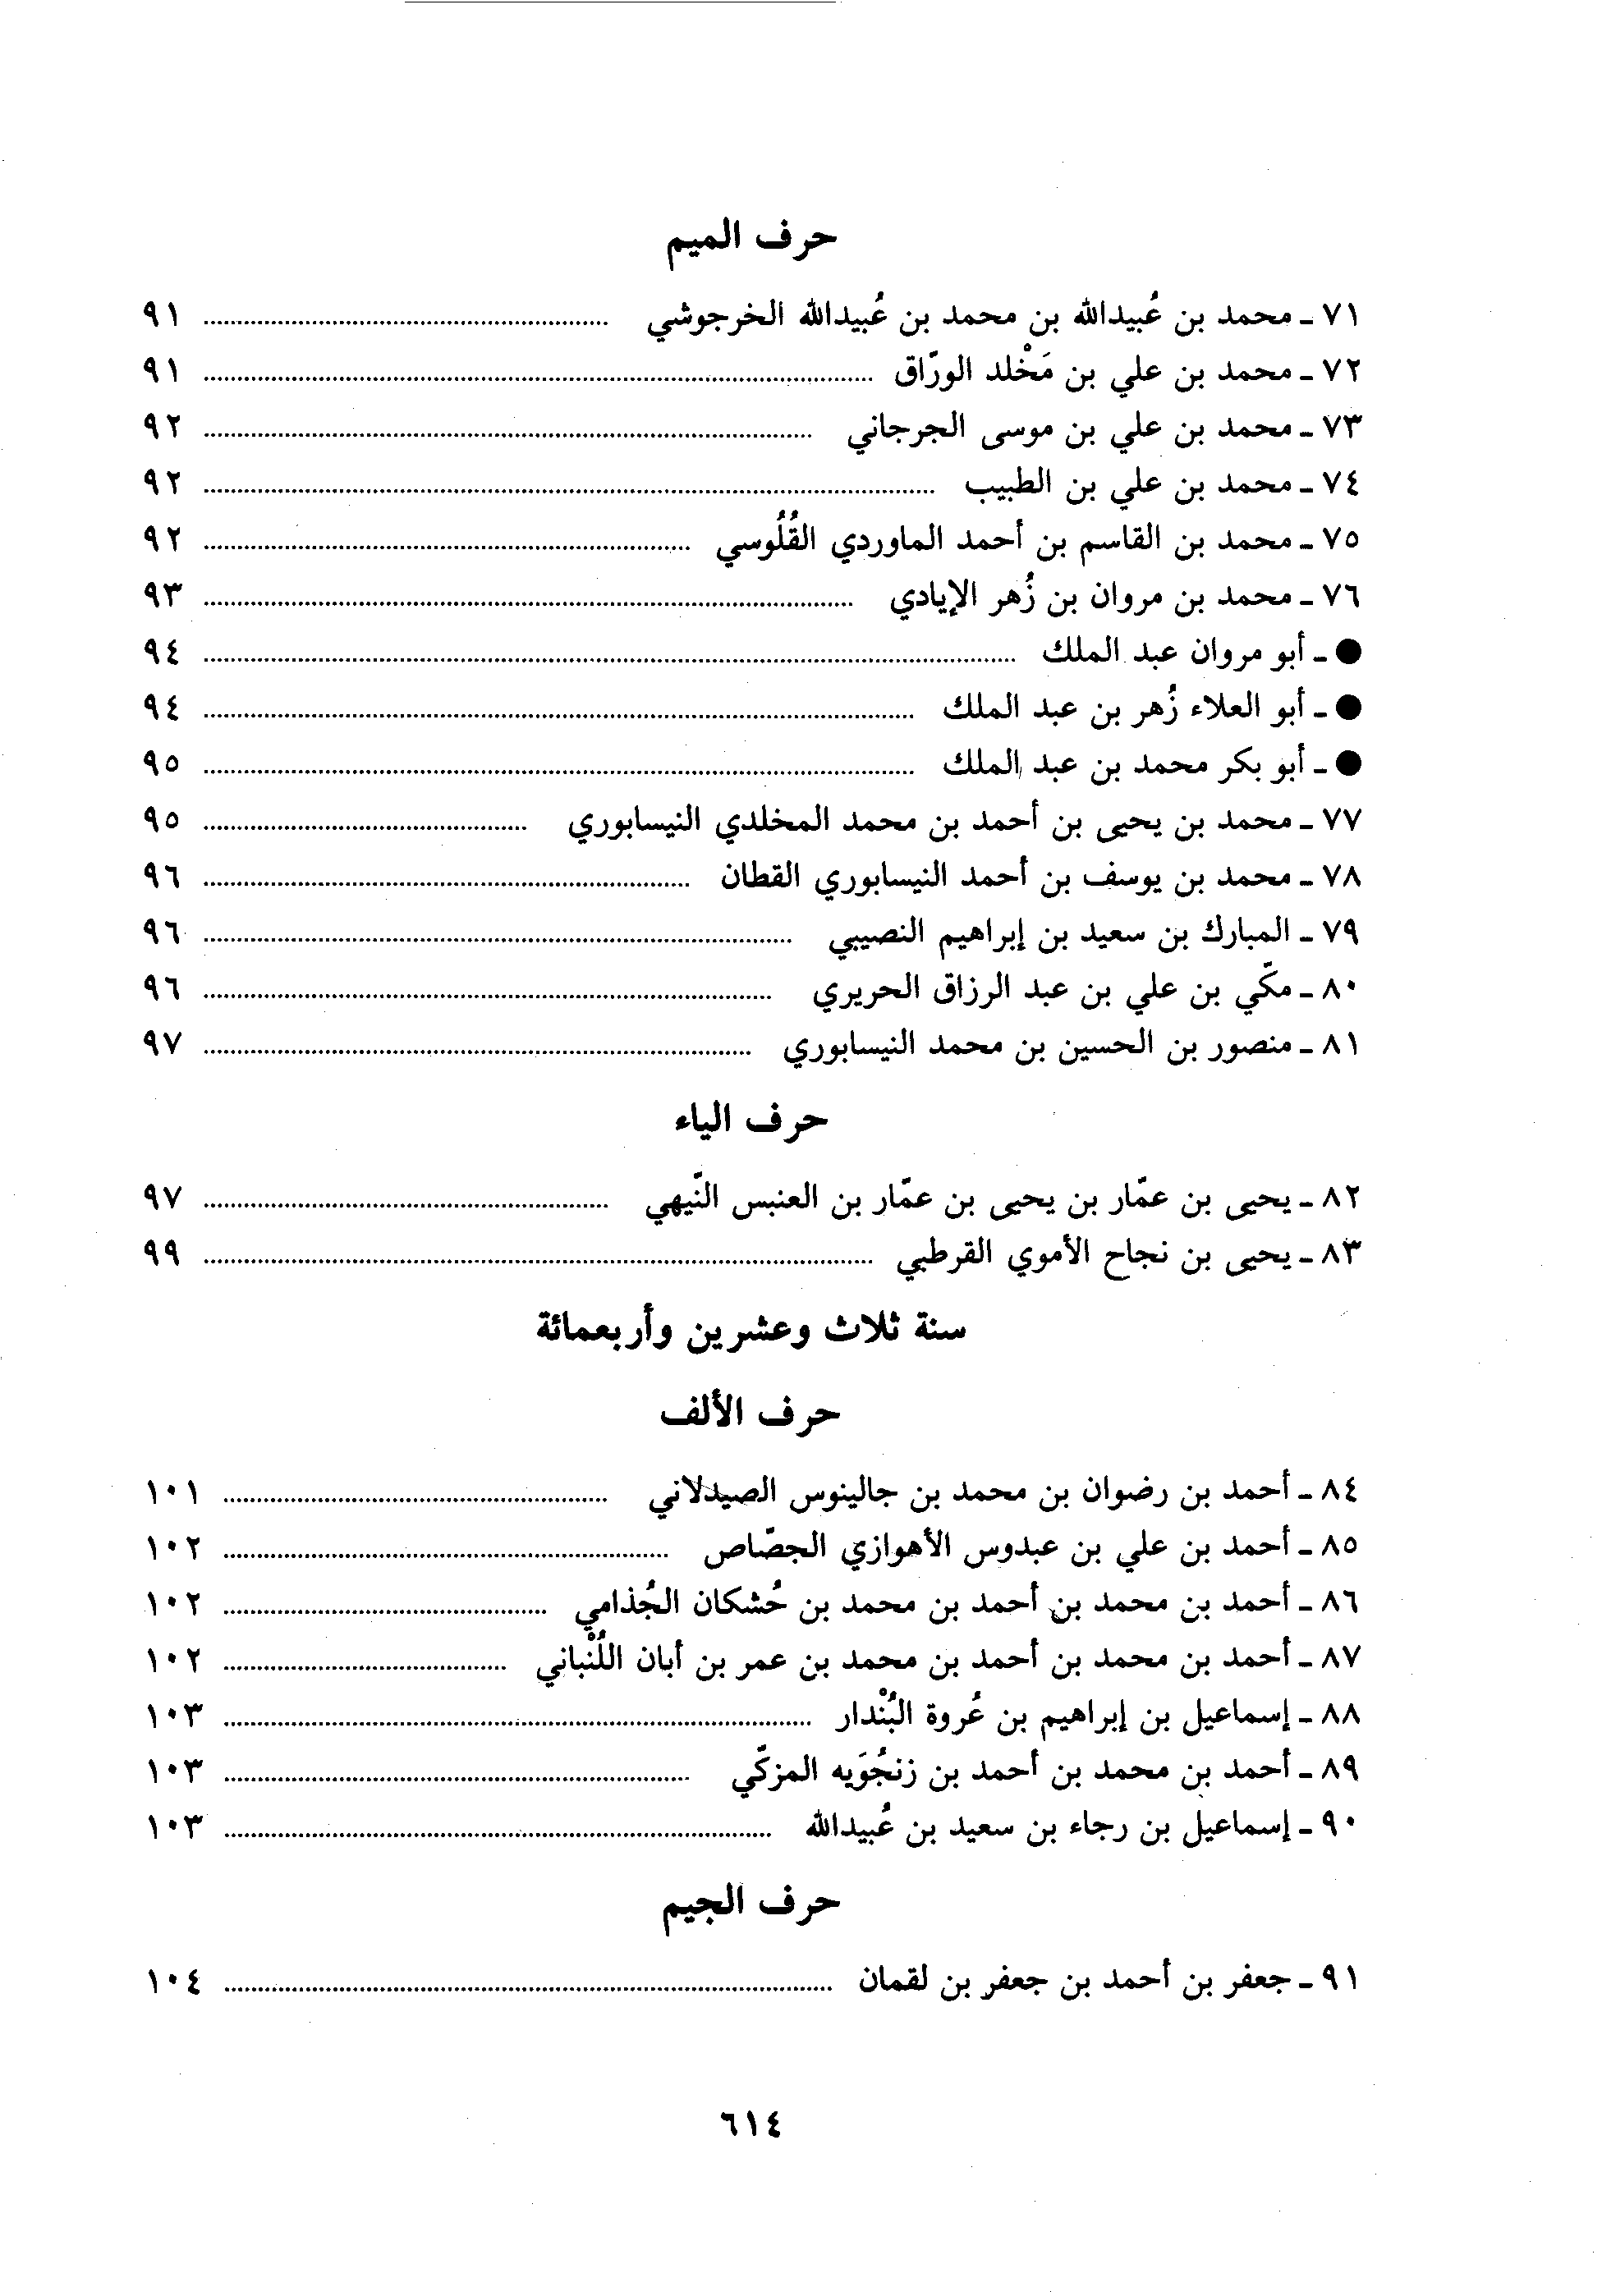 حرف الميم
٧١ ـ محمد بن عُبيدالله بن محمد بن عُبيدالله الخرجوشي ........ ٩١
٧٢ ـ محمد بن علي بن مَخْلد الورّاق ........ ٩١
٧٣ ـ محمد بن علي بن موسى الجرجاني ........ ٩٢
٧٤ ـ محمد بن علي بن الطبيب ........ ٩٢
٧٥ ـ محمد بن القاسم بن أحمد الماوردي القُلُوسي ........ ٩٢
٧٦ ـ محمد بن مروان بن زُهر الإيادي ........ ٩٣
● ـ أبو مروان عبد الملك ........ ٩٤
● ـ أبو العلاء زُهر بن عبد الملك ........ ٩٤
● ـ أبو بكر محمد بن عبد الملك ........ ٩٥
٧٧ ـ محمد بن يحيى بن أحمد بن محمد المخلدي النيسابوري ........ ٩٥
٧٨ ـ محمد بن يوسف بن أحمد النيسابوري القطان ........ ٩٦
٧٩ ـ المبارك بن سعيد بن إبراهيم النصيبي ........ ٩٦
٨٠ ـ مكّي بن علي بن عبد الرزاق الحريري ........ ٩٦
٨١ ـ منصور بن الحسين بن محمد النيسابوري ........ ٩٧
حرف الياء
٨٢ ـ يحيى بن عمّار بن يحيى بن عمّار بن العنبس النّيهي ........ ٩٧
٨٣ ـ يحيى بن نجاح الأموي القرطبي ........ ٩٩
سنة ثلاث وعشرين وأربعمائة
حرف الألف
٨٤ ـ أحمد بن رضوان بن محمد بن جالينوس الصيدلاني ........ ١٠١
٨٥ ـ أحمد بن علي بن عبدوس الأهوازي الجصّاص ........ ١٠٢
٨٦ ـ أحمد بن محمد بن أحمد بن محمد بن خُشكان الجُذامي ........ ١٠٢
٨٧ ـ أحمد بن محمد بن أحمد بن محمد بن عمر بن أبان اللُنْباني ........ ١٠٢
٨٨ ـ إسماعيل بن إبراهيم بن عُروة البُنْدار ........ ١٠٣
٨٩ ـ أحمد بن محمد بن أحمد بن زنجُوَيه المزكّي ........ ١٠٣
٩٠ ـ إسماعيل بن رجاء بن سعيد بن عُبيدالله ........ ١٠٣
حرف الجيم
٩١ ـ جعفر بن أحمد بن جعفر بن لقمان ........ ١٠٤
٦١٤